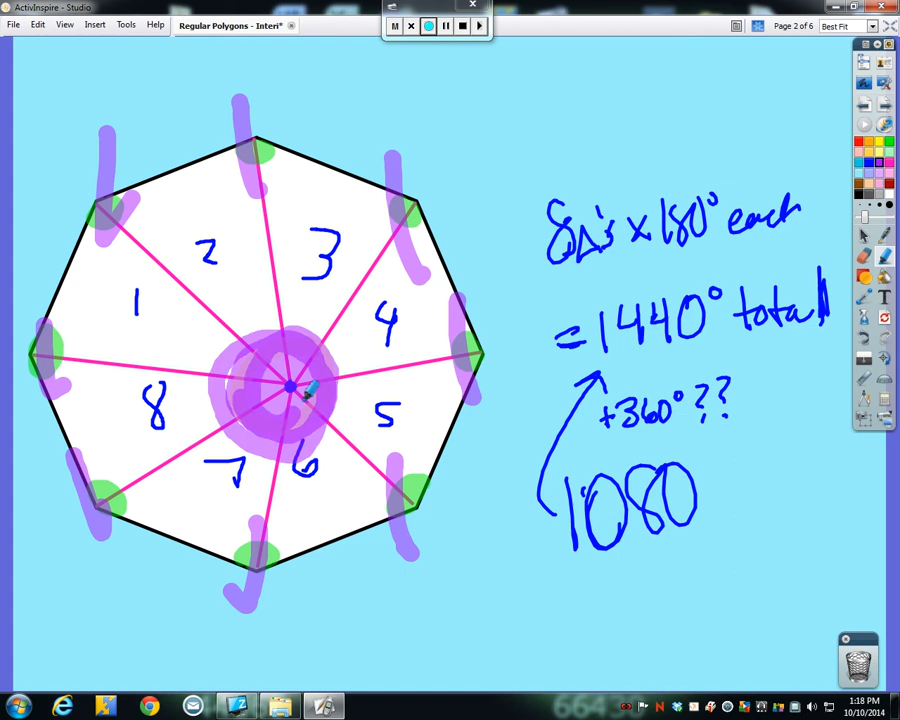 ActivInspire - Studio
File Edit View Insert Tools Help
Regular Polygons - Interi*
Page 2 of 6
Best Fit
M
T
1
2
3
4
5
6
7
8
8Δ's × 180° each
= 1440° total
+360° ??
1080
1:18 PM
10/10/2014